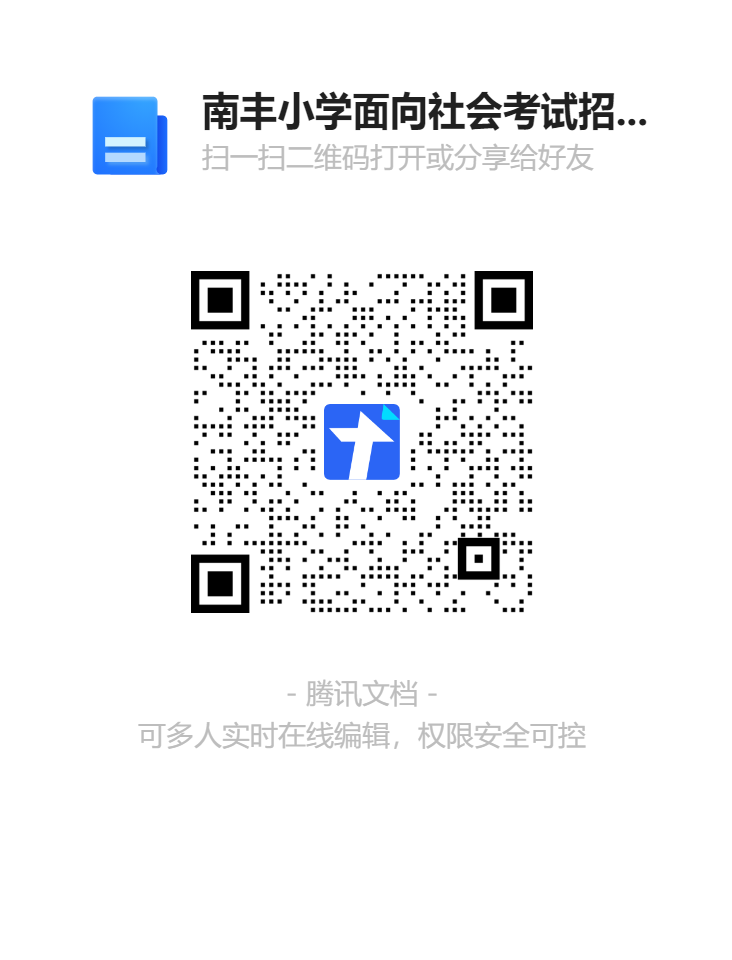 南丰小学面向社会考试招...
扫一扫二维码打开或分享给好友
- 腾讯文档 -
可多人实时在线编辑，权限安全可控